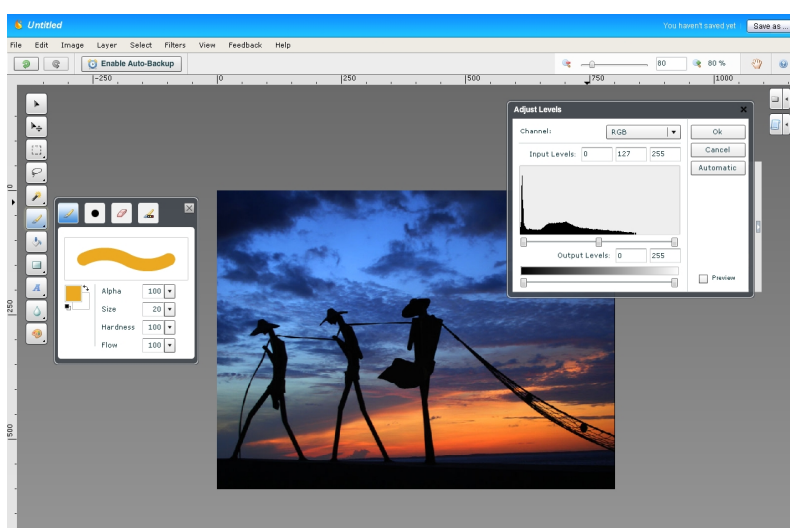 Untitled
You haven't saved yet
Save as ...
File Edit Image Layer Select Filters View Feedback Help
Enable Auto-Backup
80
80 %
-250 0 250 500 750 1000
Adjust Levels
Channel: RGB
Ok
Input Levels: 0 127 255
Cancel
Automatic
Output Levels: 0 255
Preview
Alpha 100
Size 20
Hardness 100
Flow 100
0
250
500